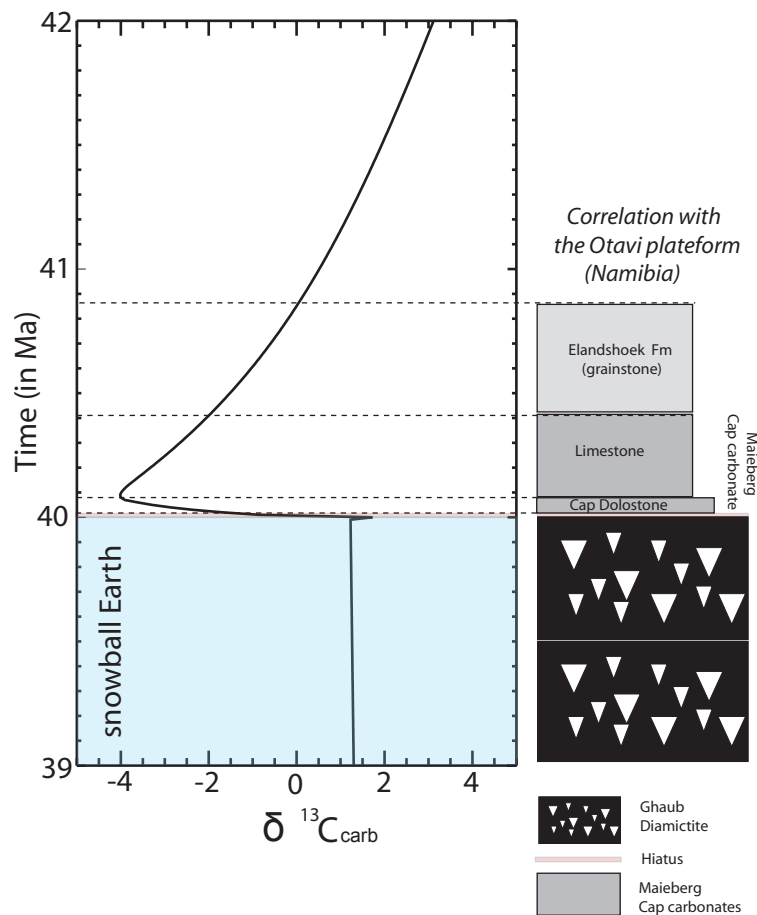 42
41
40
39
Time (in Ma)
snowball Earth
-4
-2
0
2
4
δ ¹³Ccarb
Correlation with
the Otavi plateform
(Namibia)
Elandshoek Fm
(grainstone)
Limestone
Cap Dolostone
Maieberg
Cap carbonate
Ghaub
Diamictite
Hiatus
Maieberg
Cap carbonates